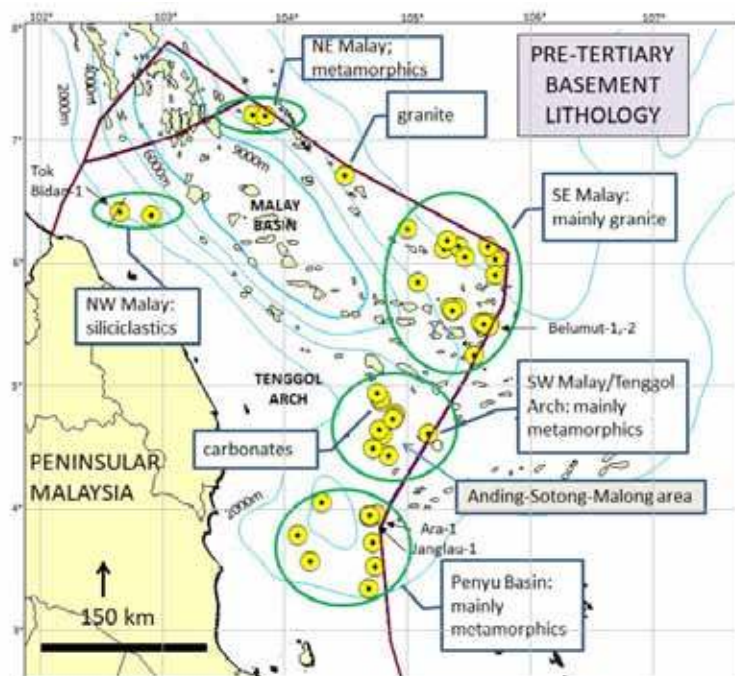 102°
103°
104°
105°
106°
107°
8°
7°
6°
5°
4°
3°
NE Malay;
metamorphics
PRE-TERTIARY
BASEMENT
LITHOLOGY
granite
2000m
4000m
6000m
9000m
Tok
Bidan-1
MALAY
BASIN
SE Malay:
mainly granite
NW Malay:
siliciclastics
Belumut-1,-2
TENGGOL
ARCH
SW Malay/Tenggol
Arch: mainly
metamorphics
carbonates
PENINSULAR
MALAYSIA
Anding-Sotong-Malong area
2000m
Ara-1
Janglau-1
Penyu Basin:
mainly
metamorphics
150 km